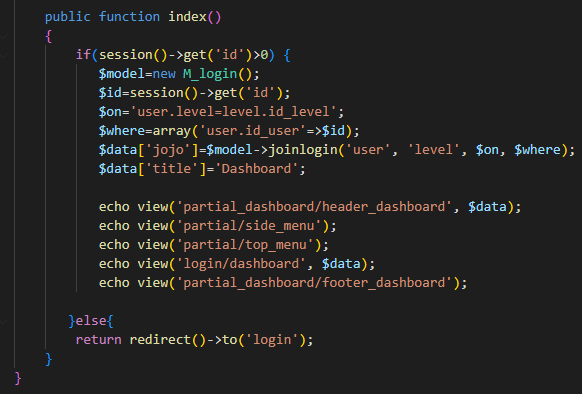 public function index()
{
if(session()->get('id')>0) {
$model=new M_login();
$id=session()->get('id');
$on='user.level=level.id_level';
$where=array('user.id_user'=>$id);
$data['jojo']=$model->joinlogin('user', 'level', $on, $where);
$data['title']='Dashboard';
echo view('partial_dashboard/header_dashboard', $data);
echo view('partial/side_menu');
echo view('partial/top_menu');
echo view('login/dashboard', $data);
echo view('partial_dashboard/footer_dashboard');
}else{
return redirect()->to('login');
}
}